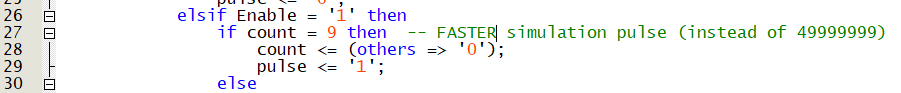 pulse <= '0';
26 elsif Enable = '1' then
27 if count = 9 then -- FASTER simulation pulse (instead of 49999999)
28 count <= (others => '0');
29 pulse <= '1';
30 else